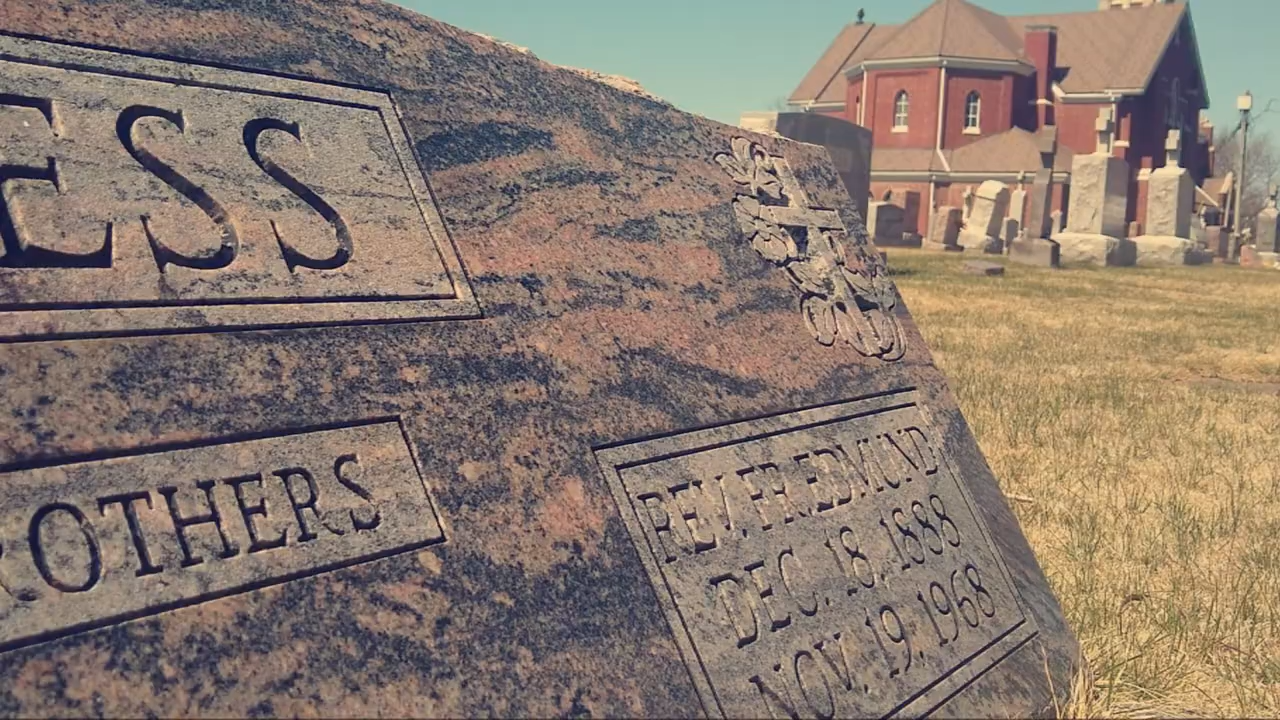 ESS
ROTHERS
REV. FR. EDMUND
DEC. 18, 1888
NOV. 19, 1968